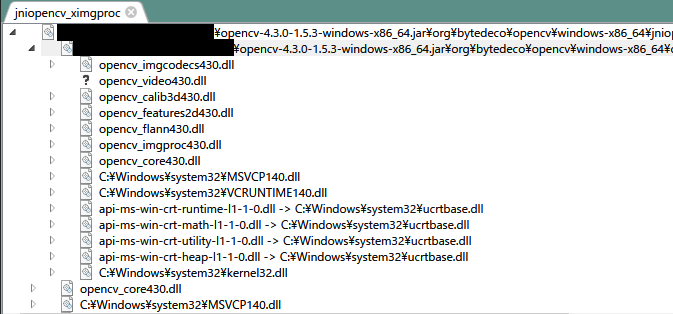 jniopencv_ximgproc
¥opencv-4.3.0-1.5.3-windows-x86_64.jar¥org¥bytedeco¥opencv¥windows-x86_64¥jniop
¥opencv-4.3.0-1.5.3-windows-x86_64.jar¥org¥bytedeco¥opencv¥windows-x86_64¥o
opencv_imgcodecs430.dll
? opencv_video430.dll
opencv_calib3d430.dll
opencv_features2d430.dll
opencv_flann430.dll
opencv_imgproc430.dll
opencv_core430.dll
C:¥Windows¥system32¥MSVCP140.dll
C:¥Windows¥system32¥VCRUNTIME140.dll
api-ms-win-crt-runtime-l1-1-0.dll -> C:¥Windows¥system32¥ucrtbase.dll
api-ms-win-crt-math-l1-1-0.dll -> C:¥Windows¥system32¥ucrtbase.dll
api-ms-win-crt-utility-l1-1-0.dll -> C:¥Windows¥system32¥ucrtbase.dll
api-ms-win-crt-heap-l1-1-0.dll -> C:¥Windows¥system32¥ucrtbase.dll
C:¥Windows¥system32¥kernel32.dll
opencv_core430.dll
C:¥Windows¥system32¥MSVCP140.dll